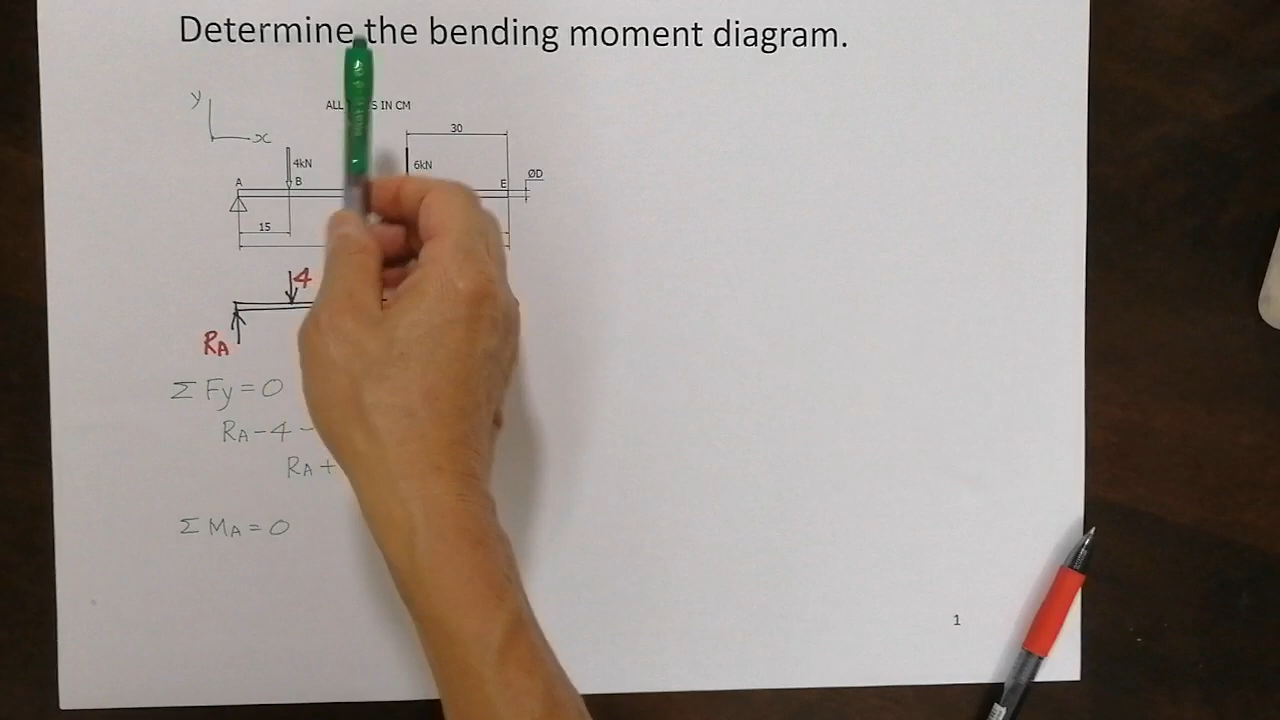 Determine the bending moment diagram.
y
x
IN CM
30
4kN
6kN
A
B
E
ØD
15
4
RA
Σ Fy = 0
RA - 4 -
RA +
Σ MA = 0
1